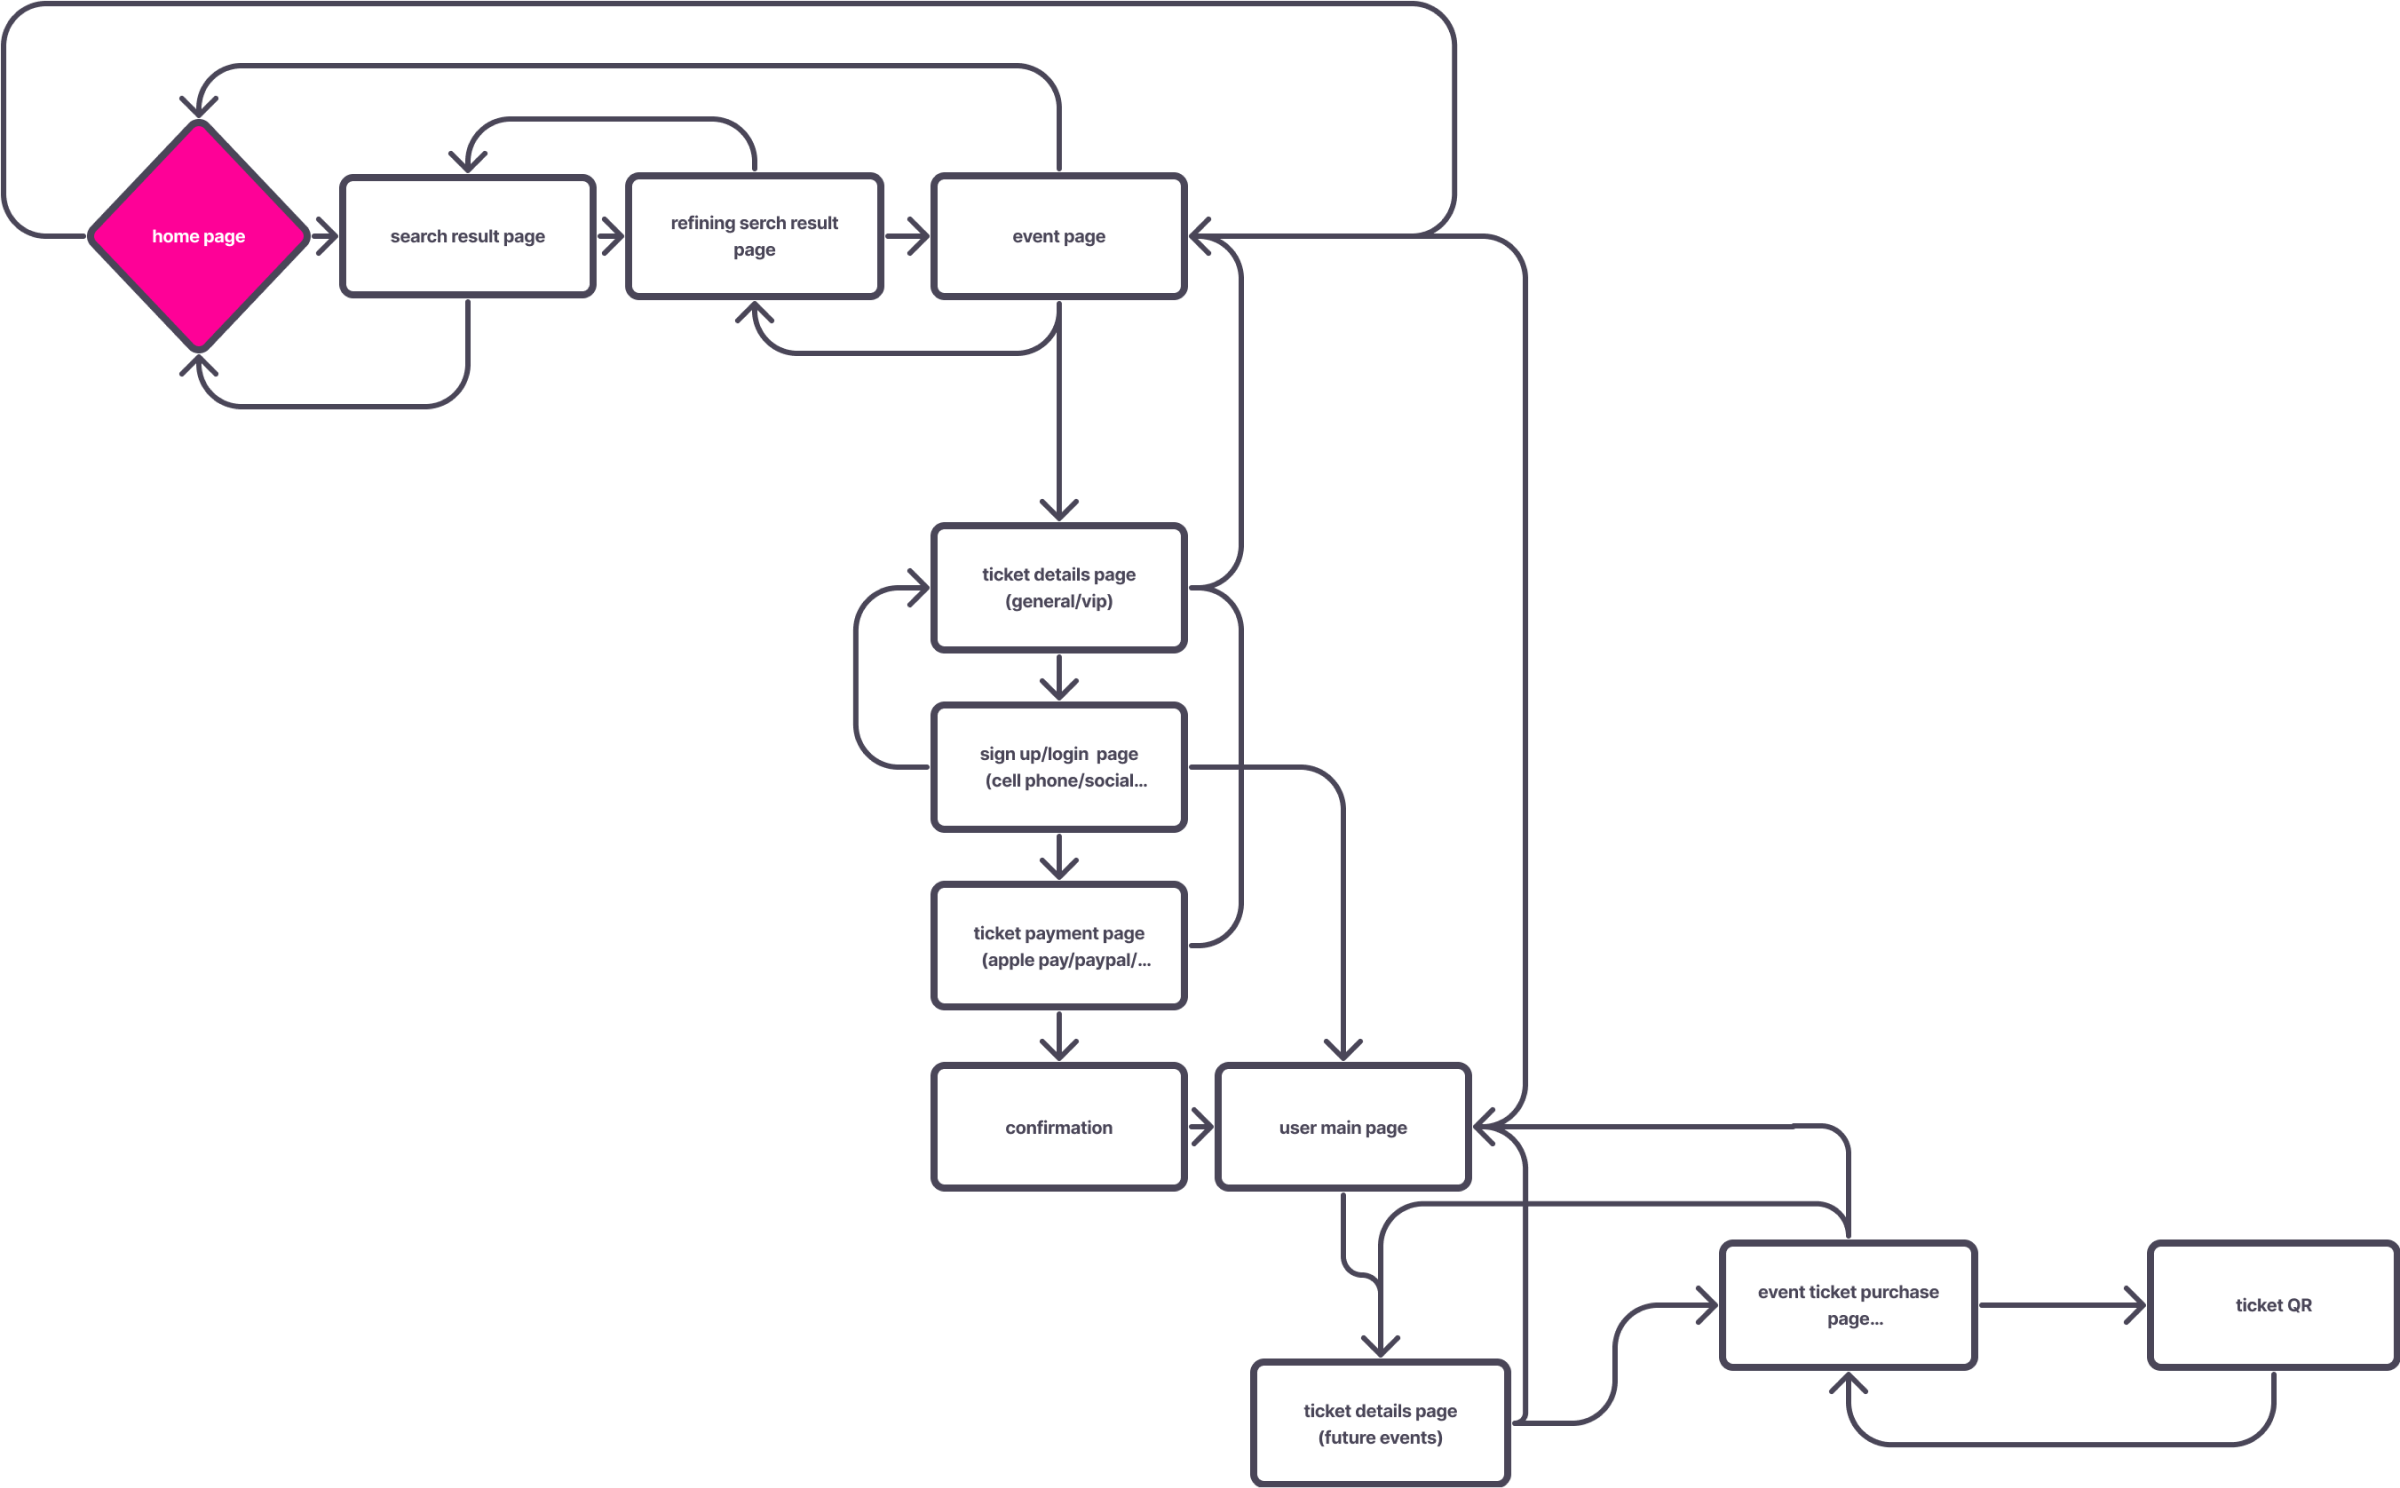 home page
search result page
refining serch result
page
event page
ticket details page
(general/vip)
sign up/login  page
(cell phone/social...
ticket payment page
(apple pay/paypal/...
confirmation
user main page
event ticket purchase
page...
ticket QR
ticket details page
(future events)